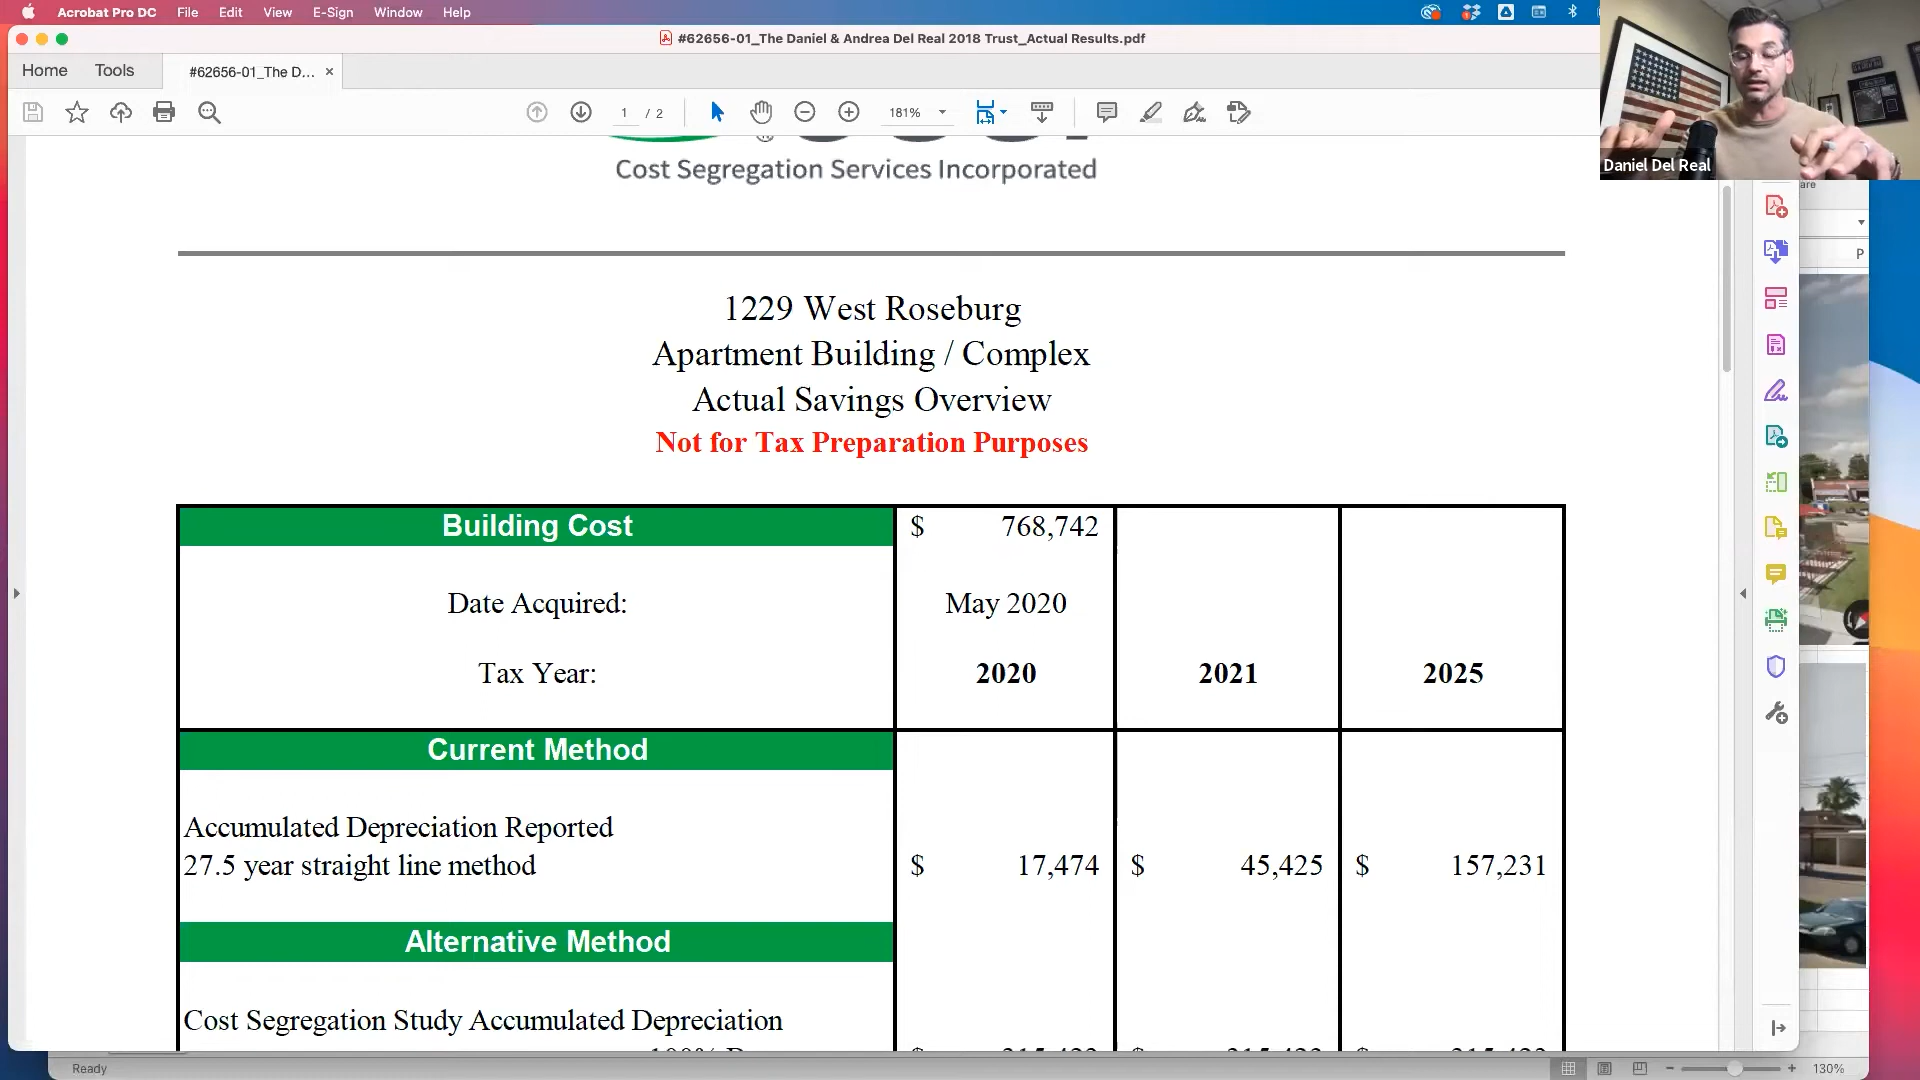 Acrobat Pro DC File Edit View E-Sign Window Help
#62656-01_The Daniel & Andrea Del Real 2018 Trust_Actual Results.pdf
Home Tools #62656-01_The D... ×
1 / 2 181%
Daniel Del Real
are
P
Cost Segregation Services Incorporated
1229 West Roseburg
Apartment Building / Complex
Actual Savings Overview
Not for Tax Preparation Purposes
Building Cost $ 768,742
Date Acquired: May 2020
Tax Year: 2020 2021 2025
Current Method
Accumulated Depreciation Reported
27.5 year straight line method $ 17,474 $ 45,425 $ 157,231
Alternative Method
Cost Segregation Study Accumulated Depreciation
Ready 130%